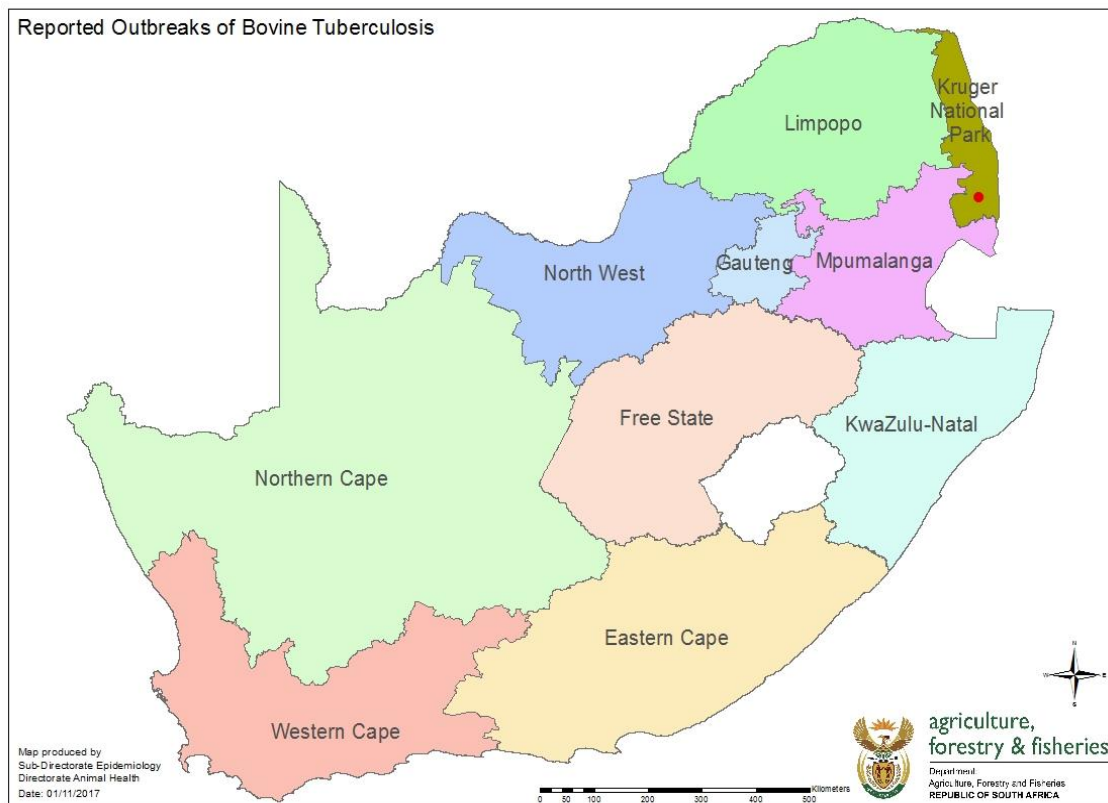 Reported Outbreaks of Bovine Tuberculosis
Kruger
National
Park
Limpopo
North West
Gauteng
Mpumalanga
Free State
KwaZulu-Natal
Northern Cape
Eastern Cape
Western Cape
N
W
E
S
Map produced by
Sub-Directorate Epidemiology
Directorate Animal Health
Date: 01/11/2017
Kilometers
0 50 100 200 300 400 500
agriculture,
forestry & fisheries
Department:
Agriculture, Forestry and Fisheries
REPUBLIC OF SOUTH AFRICA